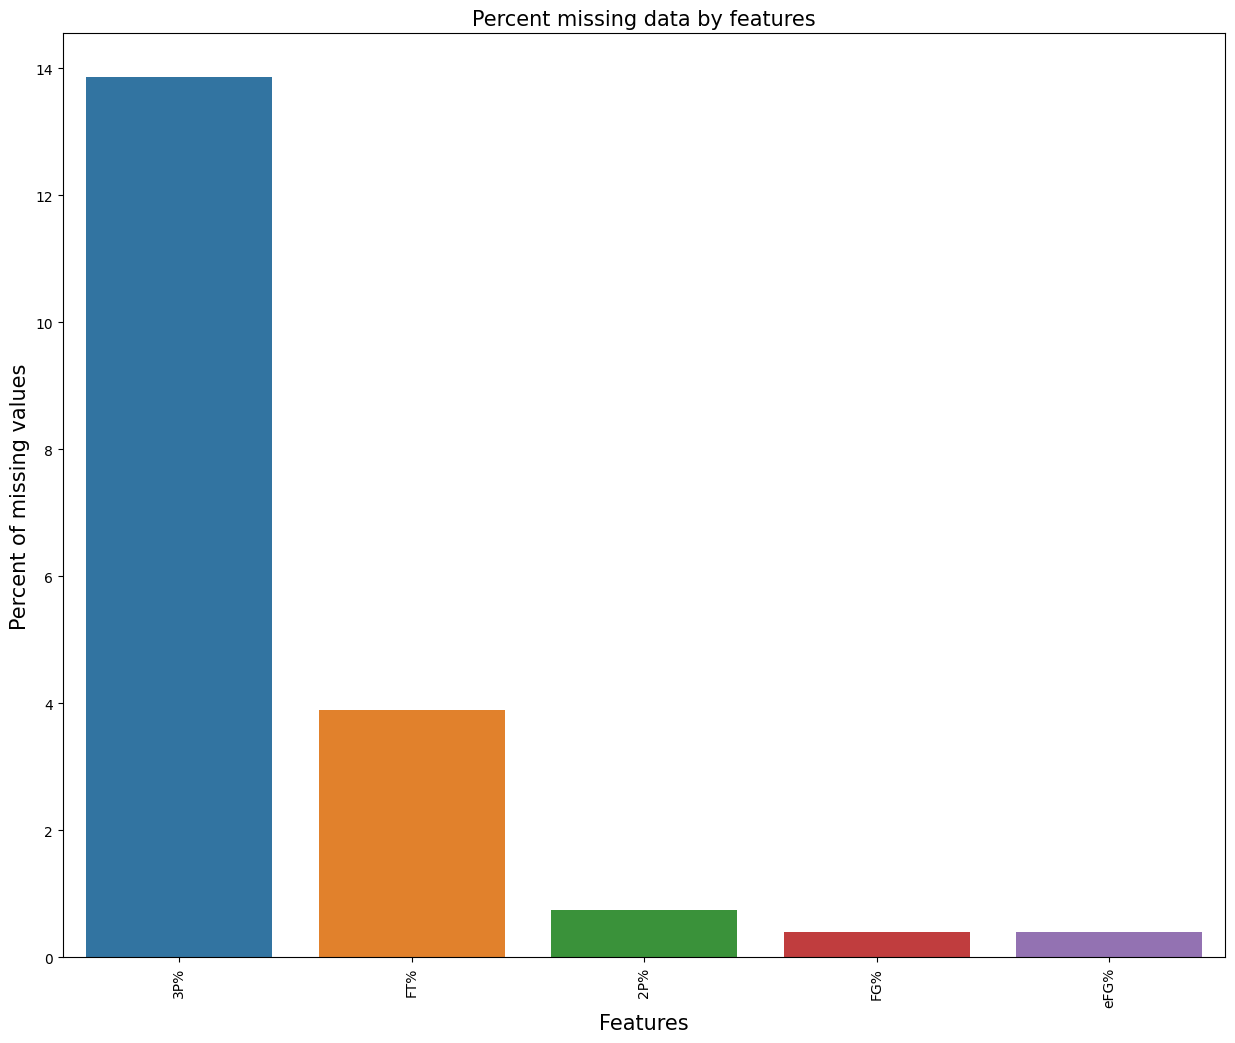 Percent missing data by features
Percent of missing values
14
12
10
8
6
4
2
0
3P%
FT%
2P%
FG%
eFG%
Features